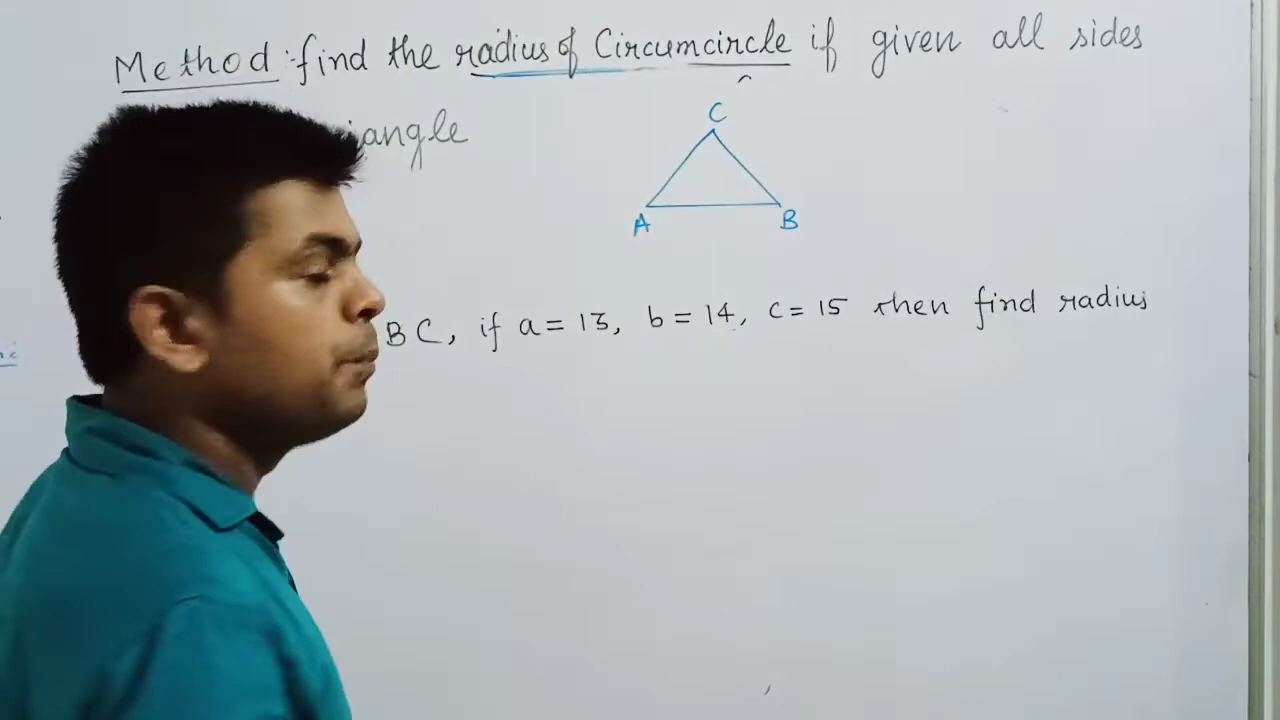 Method : find the radius of Circumcircle if given all sides
iangle
C
A B
BC, if a = 13, b = 14, c = 15 then find radius